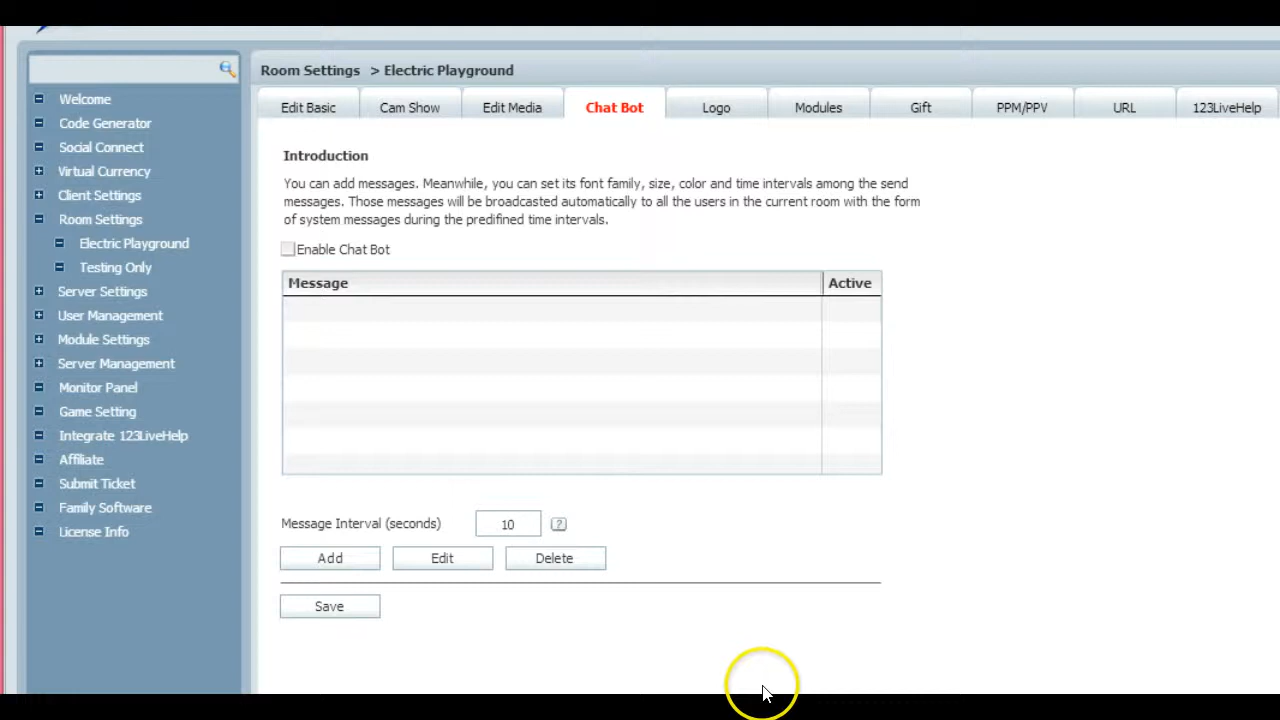 Room Settings > Electric Playground
Welcome
Code Generator
Social Connect
Virtual Currency
Client Settings
Room Settings
Electric Playground
Testing Only
Server Settings
User Management
Module Settings
Server Management
Monitor Panel
Game Setting
Integrate 123LiveHelp
Affiliate
Submit Ticket
Family Software
License Info
Edit Basic
Cam Show
Edit Media
Chat Bot
Logo
Modules
Gift
PPM/PPV
URL
123LiveHelp
Introduction
You can add messages. Meanwhile, you can set its font family, size, color and time intervals among the send
messages. Those messages will be broadcasted automatically to all the users in the current room with the form
of system messages during the predifined time intervals.
Enable Chat Bot
Message Active
Message Interval (seconds) 10 ?
Add Edit Delete
Save